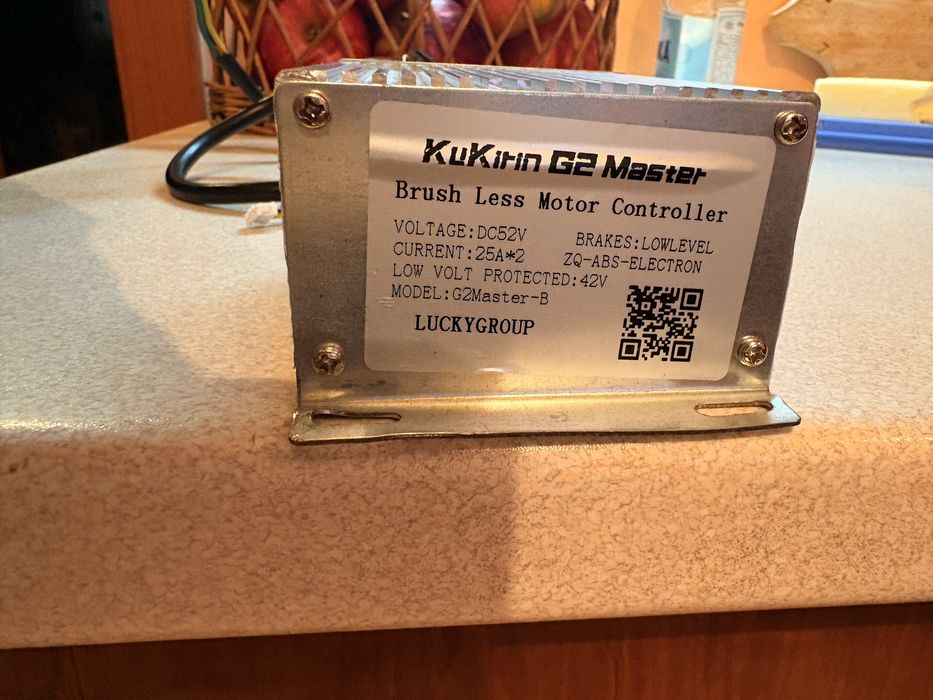 KuKirin G2 Master
Brush Less Motor Controller
VOLTAGE:DC52V BRAKES:LOWLEVEL
CURRENT:25A*2 ZQ-ABS-ELECTRON
LOW VOLT PROTECTED:42V
MODEL:G2Master-B
LUCKYGROUP